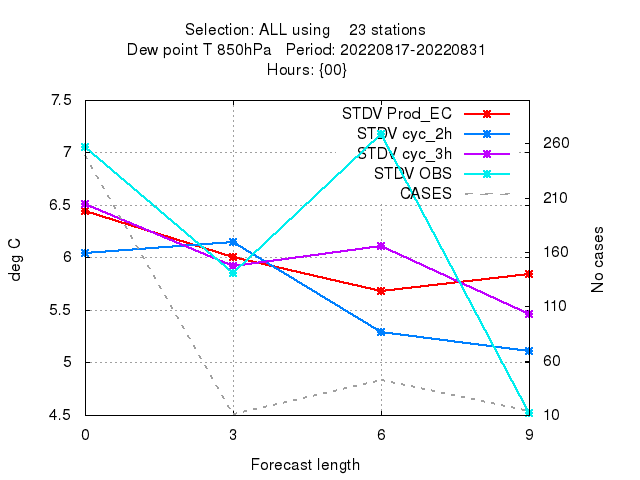 Selection: ALL using    23 stations
Dew point T 850hPa   Period: 20220817-20220831
Hours: {00}
7.5
7
6.5
6
5.5
5
4.5
deg C
STDV Prod_EC
STDV cyc_2h
STDV cyc_3h
STDV OBS
CASES
260
210
160
110
60
10
No cases
0 3 6 9
Forecast length